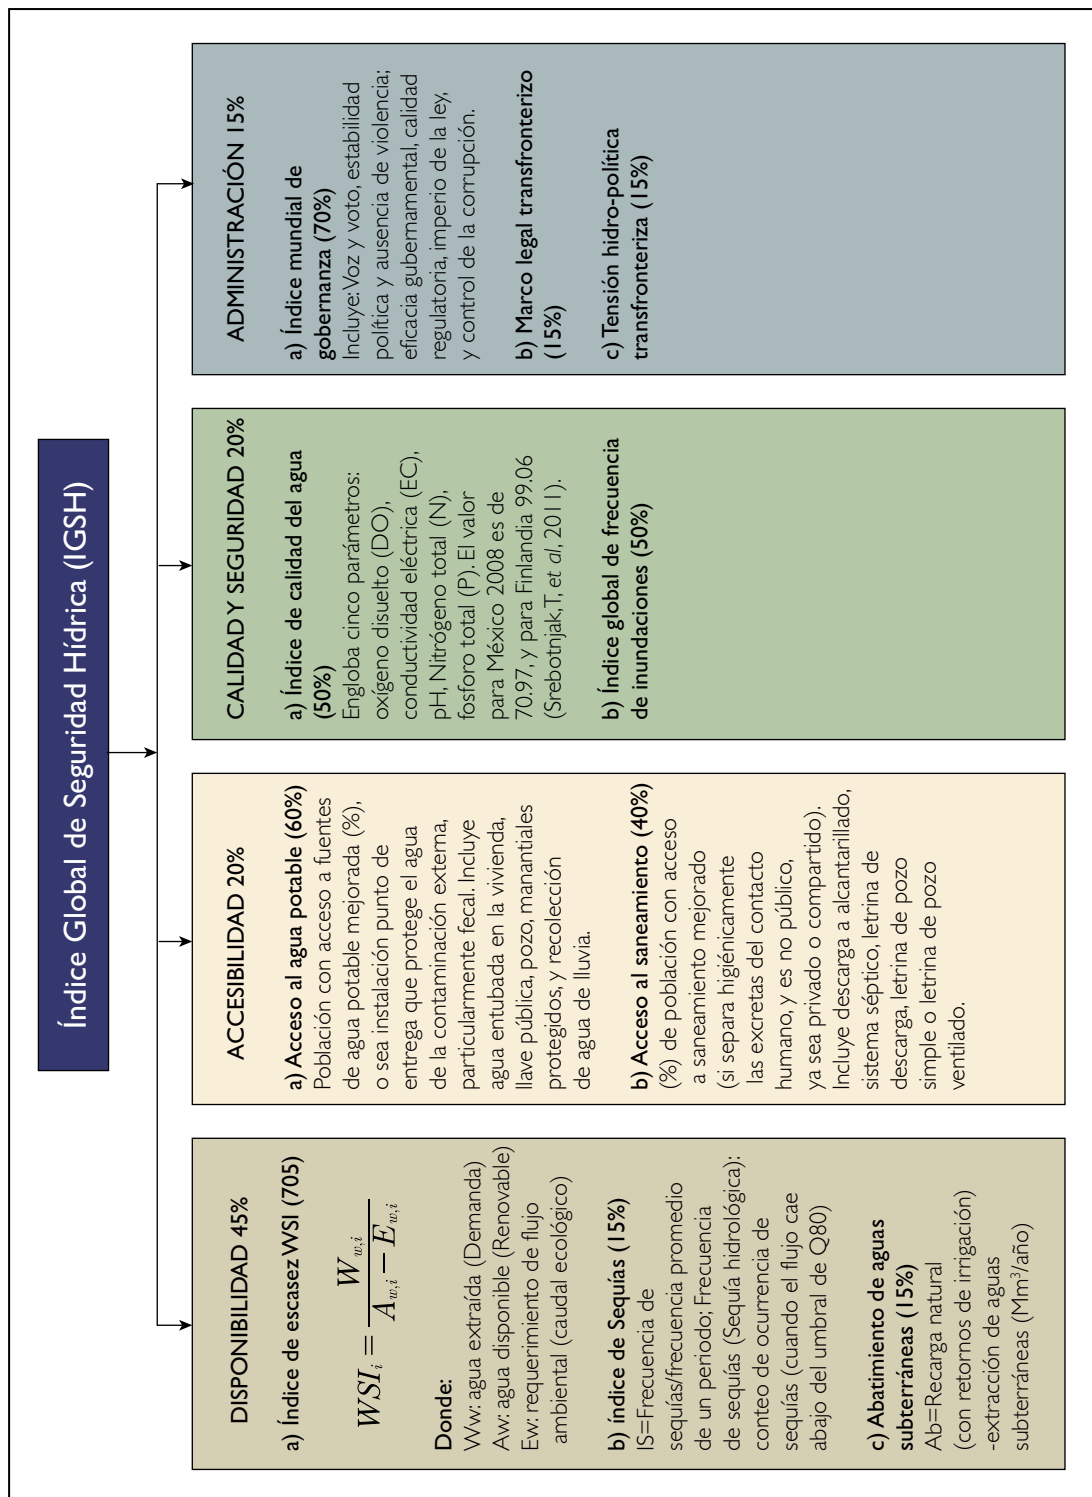 Índice Global de Seguridad Hídrica (IGSH)
DISPONIBILIDAD 45%
a) Índice de escasez WSI (705)
WSI_i = W_{w,i} / (A_{w,i} − E_{w,i})
Donde:
Ww: agua extraída (Demanda)
Aw: agua disponible (Renovable)
Ew: requerimiento de flujo
ambiental (caudal ecológico)
b) índice de Sequías (15%)
IS=Frecuencia de
sequías/frecuencia promedio
de un periodo; Frecuencia
de sequías (Sequía hidrológica):
conteo de ocurrencia de
sequías (cuando el flujo cae
abajo del umbral de Q80)
c) Abatimiento de aguas
subterráneas (15%)
Ab=Recarga natural
(con retornos de irrigación)
-extracción de aguas
subterráneas (Mm³/año)
ACCESIBILIDAD 20%
a) Acceso al agua potable (60%)
Población con acceso a fuentes
de agua potable mejorada (%),
o sea instalación punto de
entrega que protege el agua
de la contaminación externa,
particularmente fecal. Incluye
agua entubada en la vivienda,
llave pública, pozo, manantiales
protegidos, y recolección
de agua de lluvia.
b) Acceso al saneamiento (40%)
(%) de población con acceso
a saneamiento mejorado
(si separa higiénicamente
las excretas del contacto
humano, y es no público,
ya sea privado o compartido).
Incluye descarga a alcantarillado,
sistema séptico, letrina de
descarga, letrina de pozo
simple o letrina de pozo
ventilado.
CALIDAD Y SEGURIDAD 20%
a) Índice de calidad del agua
(50%)
Engloba cinco parámetros:
oxígeno disuelto (DO),
conductividad eléctrica (EC),
pH, Nitrógeno total (N),
fosforo total (P). El valor
para México 2008 es de
70.97, y para Finlandia 99.06
(Srebotnjak, T, et al, 2011).
b) Índice global de frecuencia
de inundaciones (50%)
ADMINISTRACIÓN 15%
a) Índice mundial de
gobernanza (70%)
Incluye: Voz y voto, estabilidad
política y ausencia de violencia;
eficacia gubernamental, calidad
regulatoria, imperio de la ley,
y control de la corrupción.
b) Marco legal transfronterizo
(15%)
c) Tensión hidro-política
transfronteriza (15%)